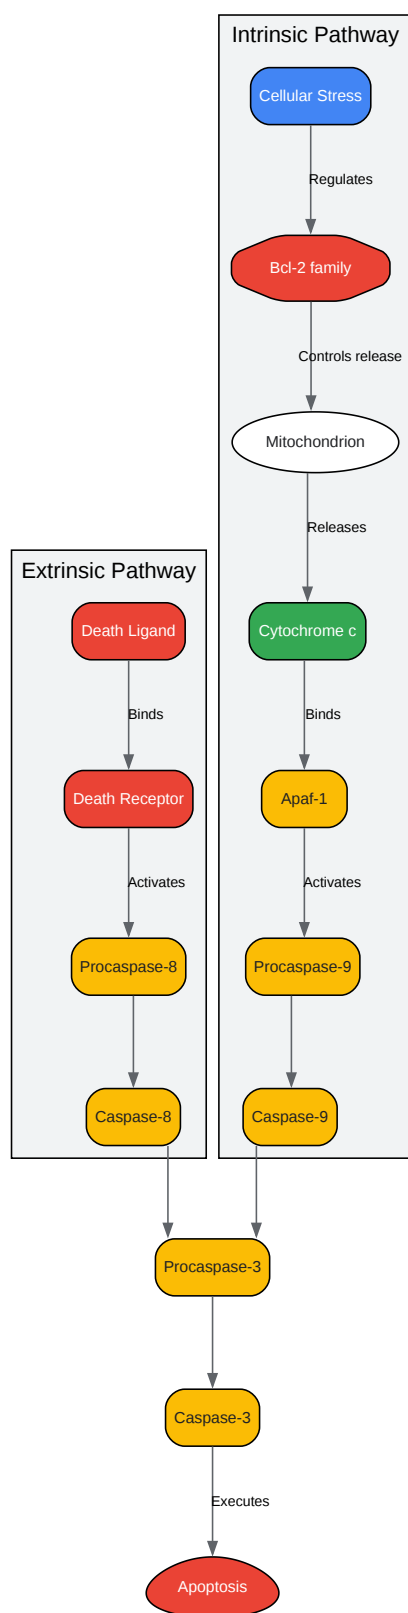 Intrinsic Pathway
Cellular Stress
Regulates
Bcl-2 family
Controls release
Mitochondrion
Releases
Cytochrome c
Binds
Apaf-1
Activates
Procaspase-9
Caspase-9
Extrinsic Pathway
Death Ligand
Binds
Death Receptor
Activates
Procaspase-8
Caspase-8
Procaspase-3
Caspase-3
Executes
Apoptosis